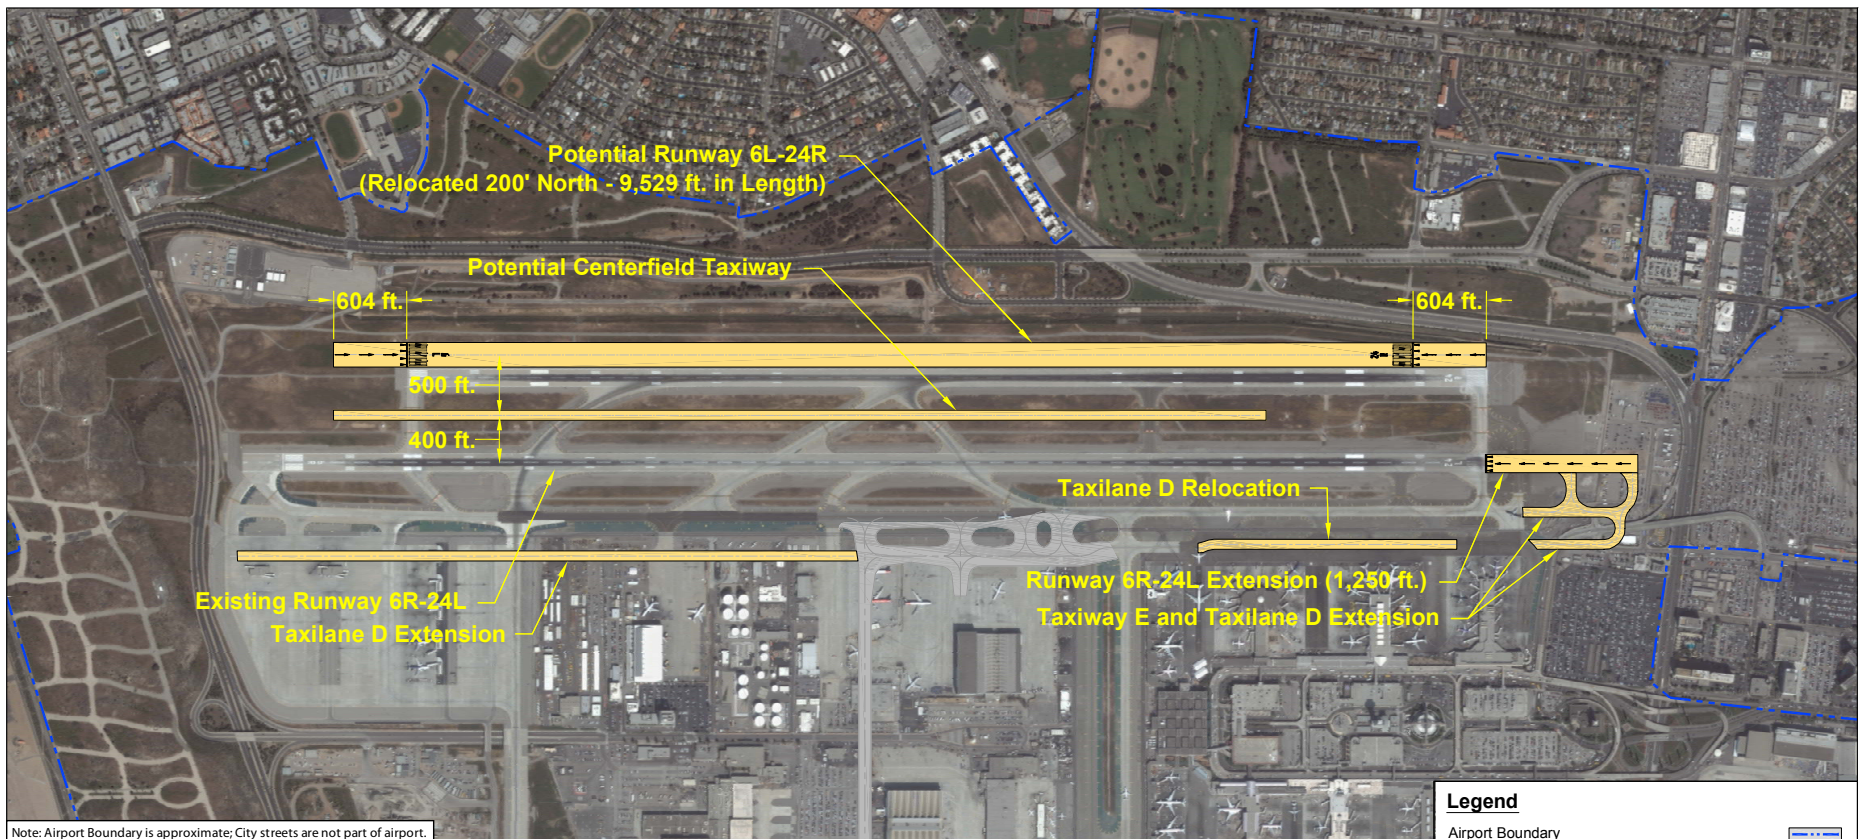 Potential Runway 6L-24R
(Relocated 200' North - 9,529 ft. in Length)
Potential Centerfield Taxiway
604 ft.
604 ft.
500 ft.
400 ft.
Taxilane D Relocation
Runway 6R-24L Extension (1,250 ft.)
Existing Runway 6R-24L
Taxiway E and Taxilane D Extension
Taxilane D Extension
Legend
Airport Boundary
Note: Airport Boundary is approximate; City streets are not part of airport.